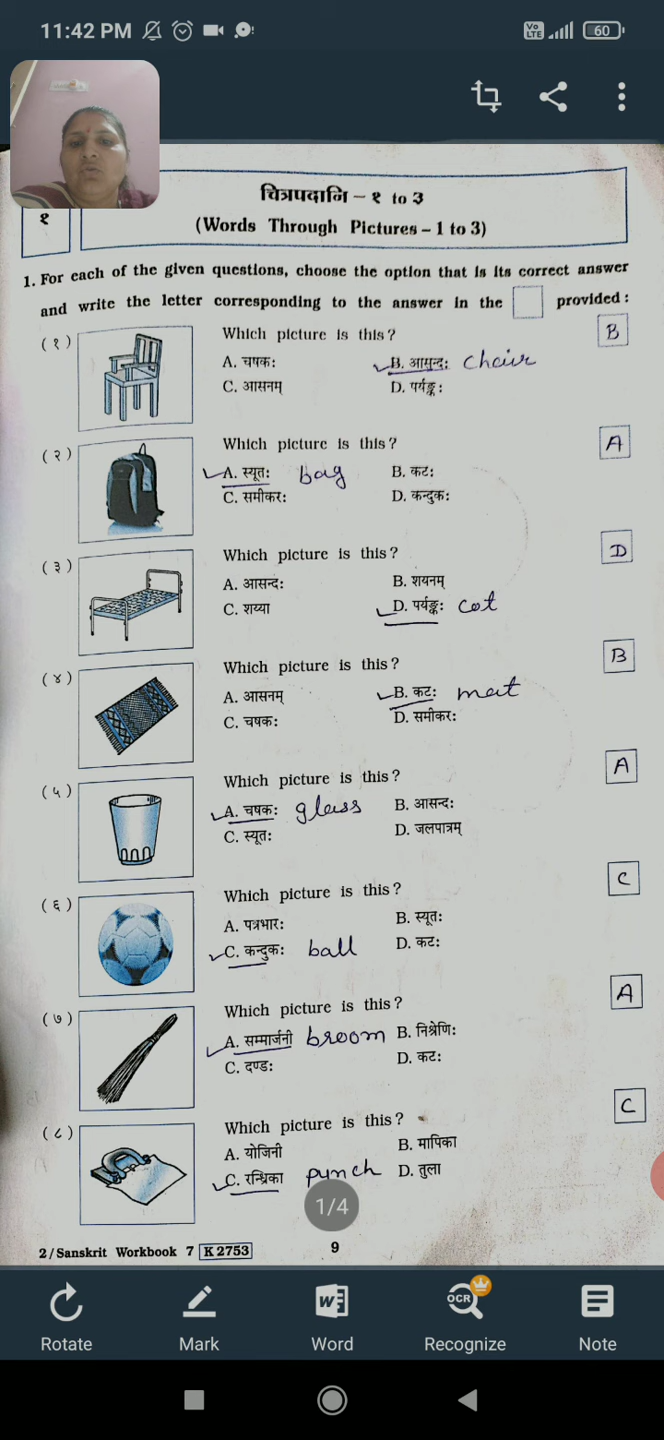 11:42 PM
Vo LTE 60
चित्रपदानि – १ to ३
१
(Words Through Pictures – 1 to 3)
1. For each of the given questions, choose the option that is its correct answer
and write the letter corresponding to the answer in the provided :
(१) Which picture is this? B
A. चषकः B. आसन्दः chair
C. आसनम् D. पर्यङ्कः
(२) Which picture is this? A
A. स्यूतः bag B. कटः
C. समीकरः D. कन्दुकः
(३) Which picture is this? D
A. आसन्दः B. शयनम्
C. शय्या D. पर्यङ्कः cot
(४) Which picture is this? B
A. आसनम् B. कटः mat
C. चषकः D. समीकरः
(५) Which picture is this? A
A. चषकः glass B. आसन्दः
C. स्यूतः D. जलपात्रम्
(६) Which picture is this? C
A. पत्रभारः B. स्यूतः
C. कन्दुकः ball D. कटः
(७) Which picture is this? A
A. सम्मार्जनी broom B. निश्रेणिः
C. दण्डः D. कटः
(८) Which picture is this? C
A. योजिनी B. मापिका
C. रन्ध्रिका punch D. तुला
1/4
2/Sanskrit Workbook 7 K 2753 9
W OCR
Rotate Mark Word Recognize Note